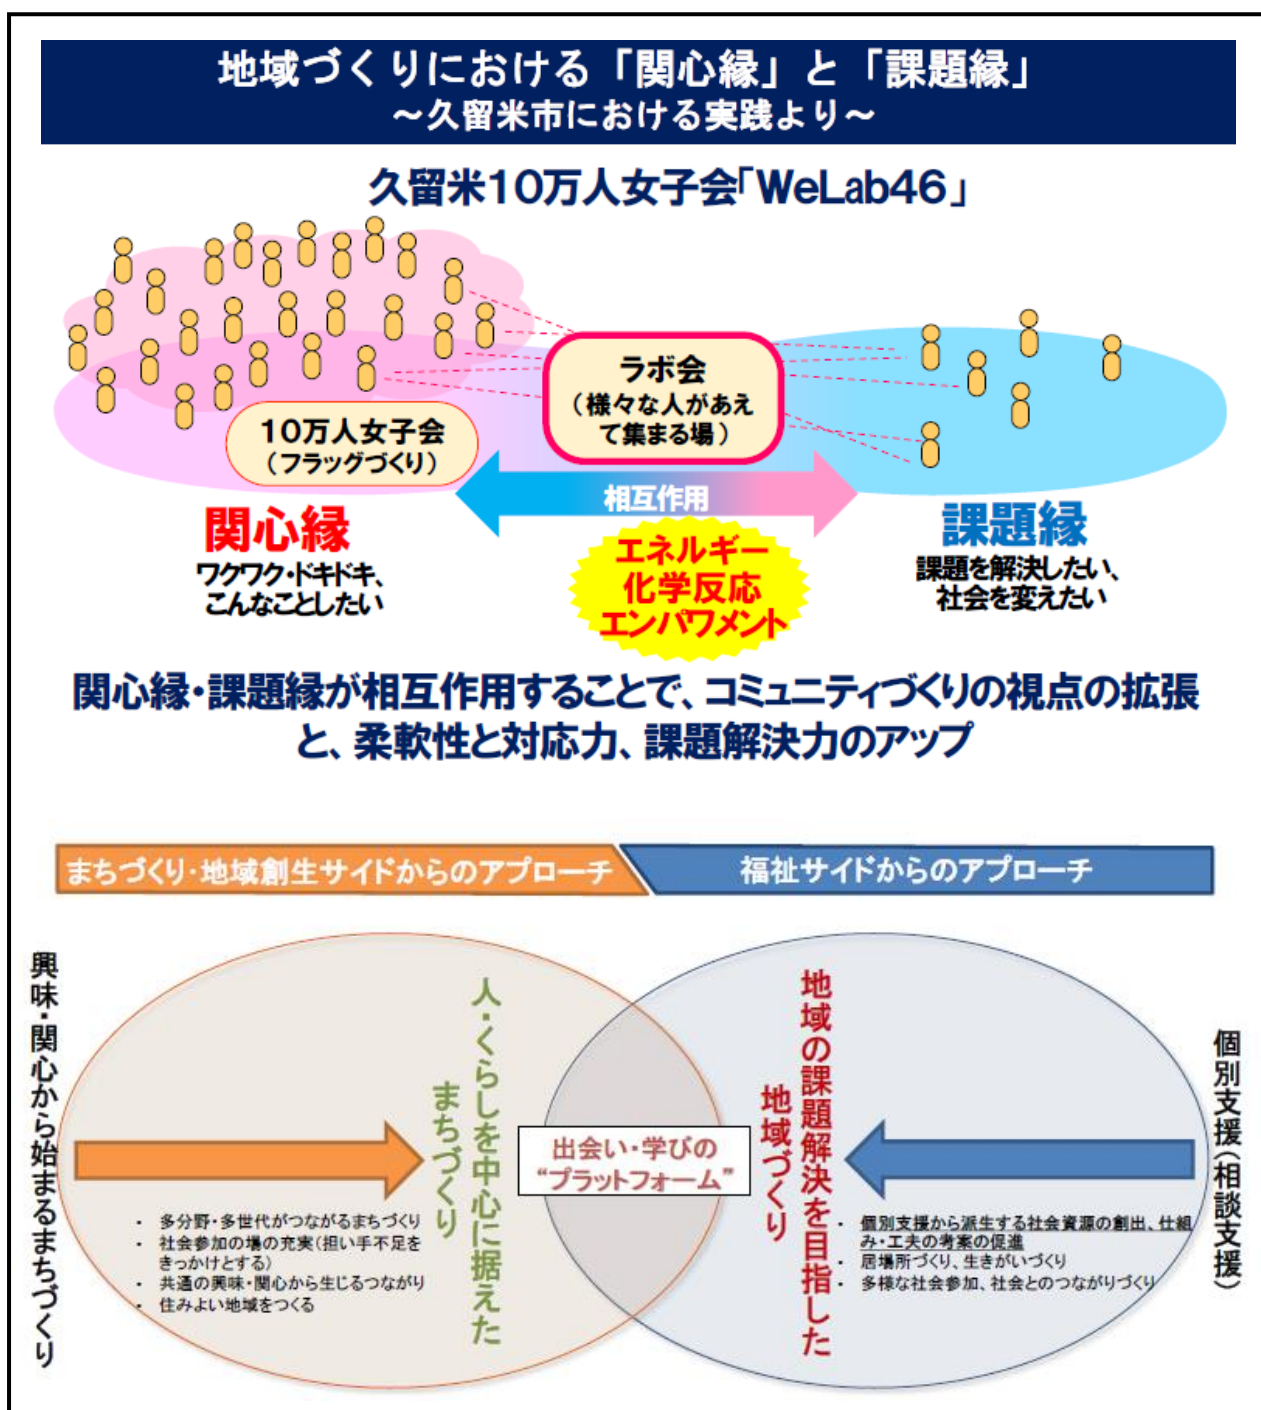 地域づくりにおける「関心縁」と「課題縁」
～久留米市における実践より～
久留米１０万人女子会「WeLab46」
ラボ会
（様々な人があえ
て集まる場）
１０万人女子会
（フラッグづくり）
相互作用
関心縁
ワクワク・ドキドキ、
こんなことしたい
エネルギー
化学反応
エンパワメント
課題縁
課題を解決したい、
社会を変えたい
関心縁・課題縁が相互作用することで、コミュニティづくりの視点の拡張
と、柔軟性と対応力、課題解決力のアップ
まちづくり・地域創生サイドからのアプローチ
福祉サイドからのアプローチ
興味・関心から始まるまちづくり
人・くらしを中心に据えた
まちづくり
・ 多分野・多世代がつながるまちづくり
・ 社会参加の場の充実（担い手不足を
きっかけとする）
・ 共通の興味・関心から生じるつながり
・ 住みよい地域をつくる
出会い・学びの
“プラットフォーム”
地域の課題解決を目指した
地域づくり
・ 個別支援から派生する社会資源の創出、仕組
み・工夫の考案の促進
・ 居場所づくり、生きがいづくり
・ 多様な社会参加、社会とのつながりづくり
個別支援（相談支援）